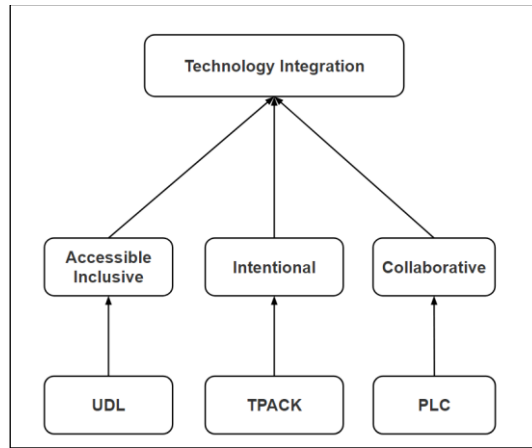 Technology Integration
Accessible
Inclusive
Intentional
Collaborative
UDL
TPACK
PLC